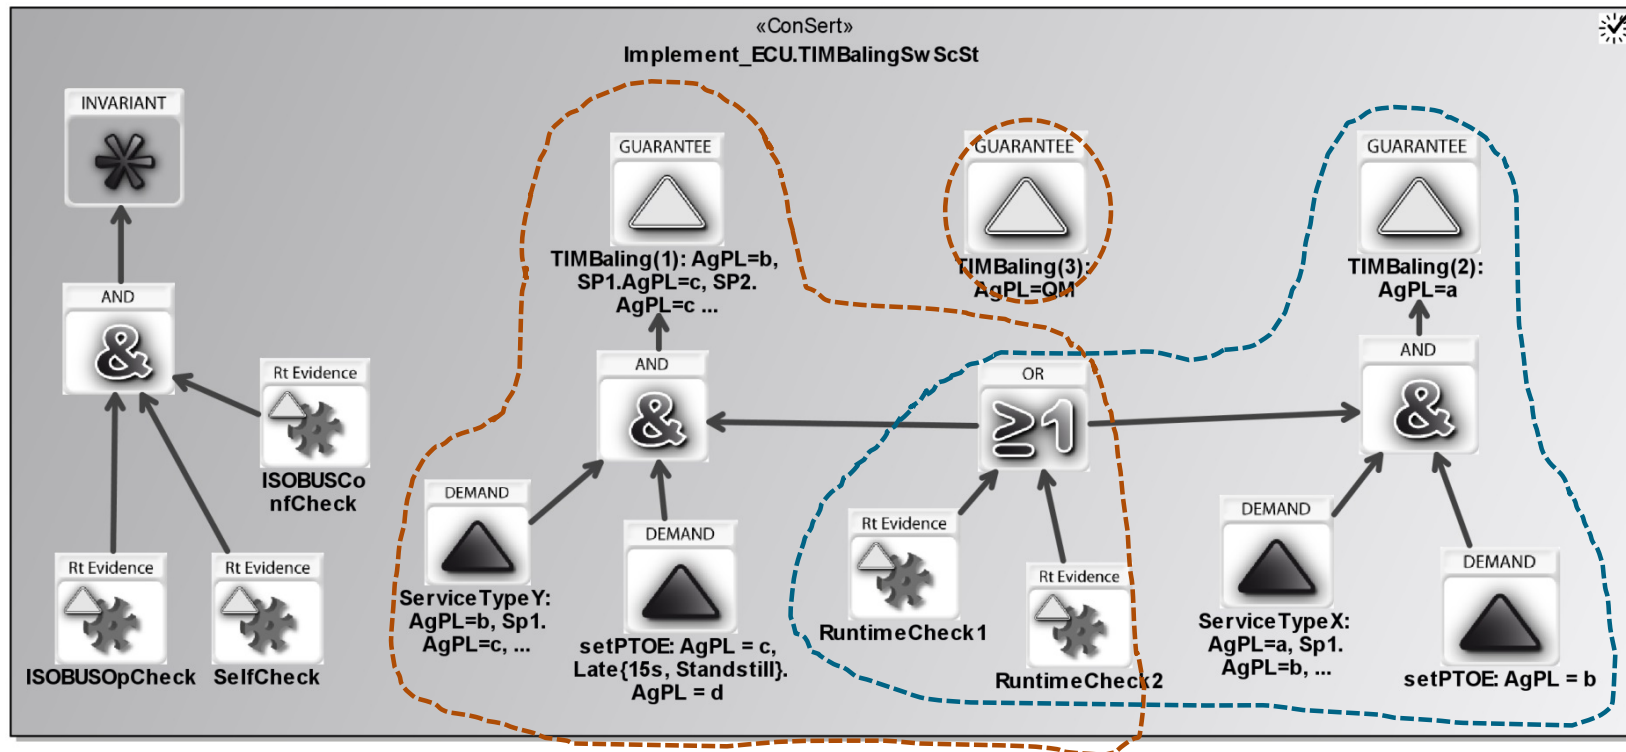 «ConSert»
Implement_ECU.TIMBalingSwScSt
INVARIANT
AND
&
Rt Evidence
ISOBUSCo
nfCheck
Rt Evidence
ISOBUSOpCheck
Rt Evidence
SelfCheck
GUARANTEE
TIMBaling(1): AgPL=b,
SP1.AgPL=c, SP2.
AgPL=c ...
AND
&
DEMAND
ServiceTypeY:
AgPL=b, Sp1.
AgPL=c, ...
DEMAND
setPTOE: AgPL = c,
Late{15s, Standstill}.
AgPL = d
GUARANTEE
TIMBaling(3):
AgPL=QM
OR
≥1
Rt Evidence
RuntimeCheck1
Rt Evidence
RuntimeCheck2
GUARANTEE
TIMBaling(2):
AgPL=a
AND
&
DEMAND
ServiceTypeX:
AgPL=a, Sp1.
AgPL=b, ...
DEMAND
setPTOE: AgPL = b